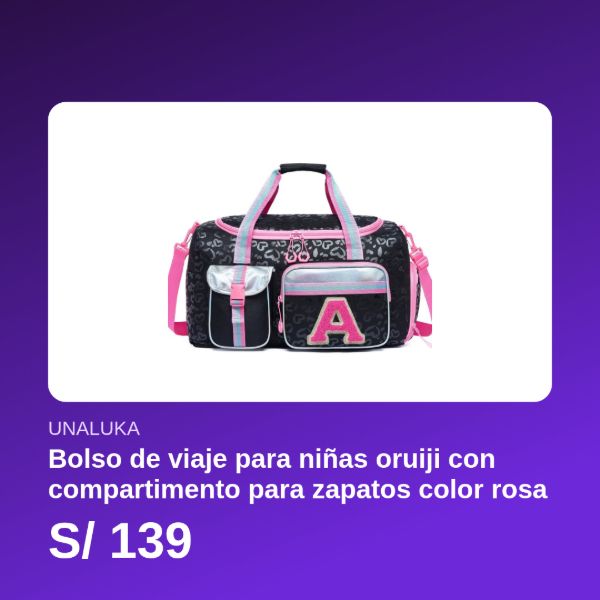 A
UNALUKA
Bolso de viaje para niñas oruiji con
compartimento para zapatos color rosa
S/ 139